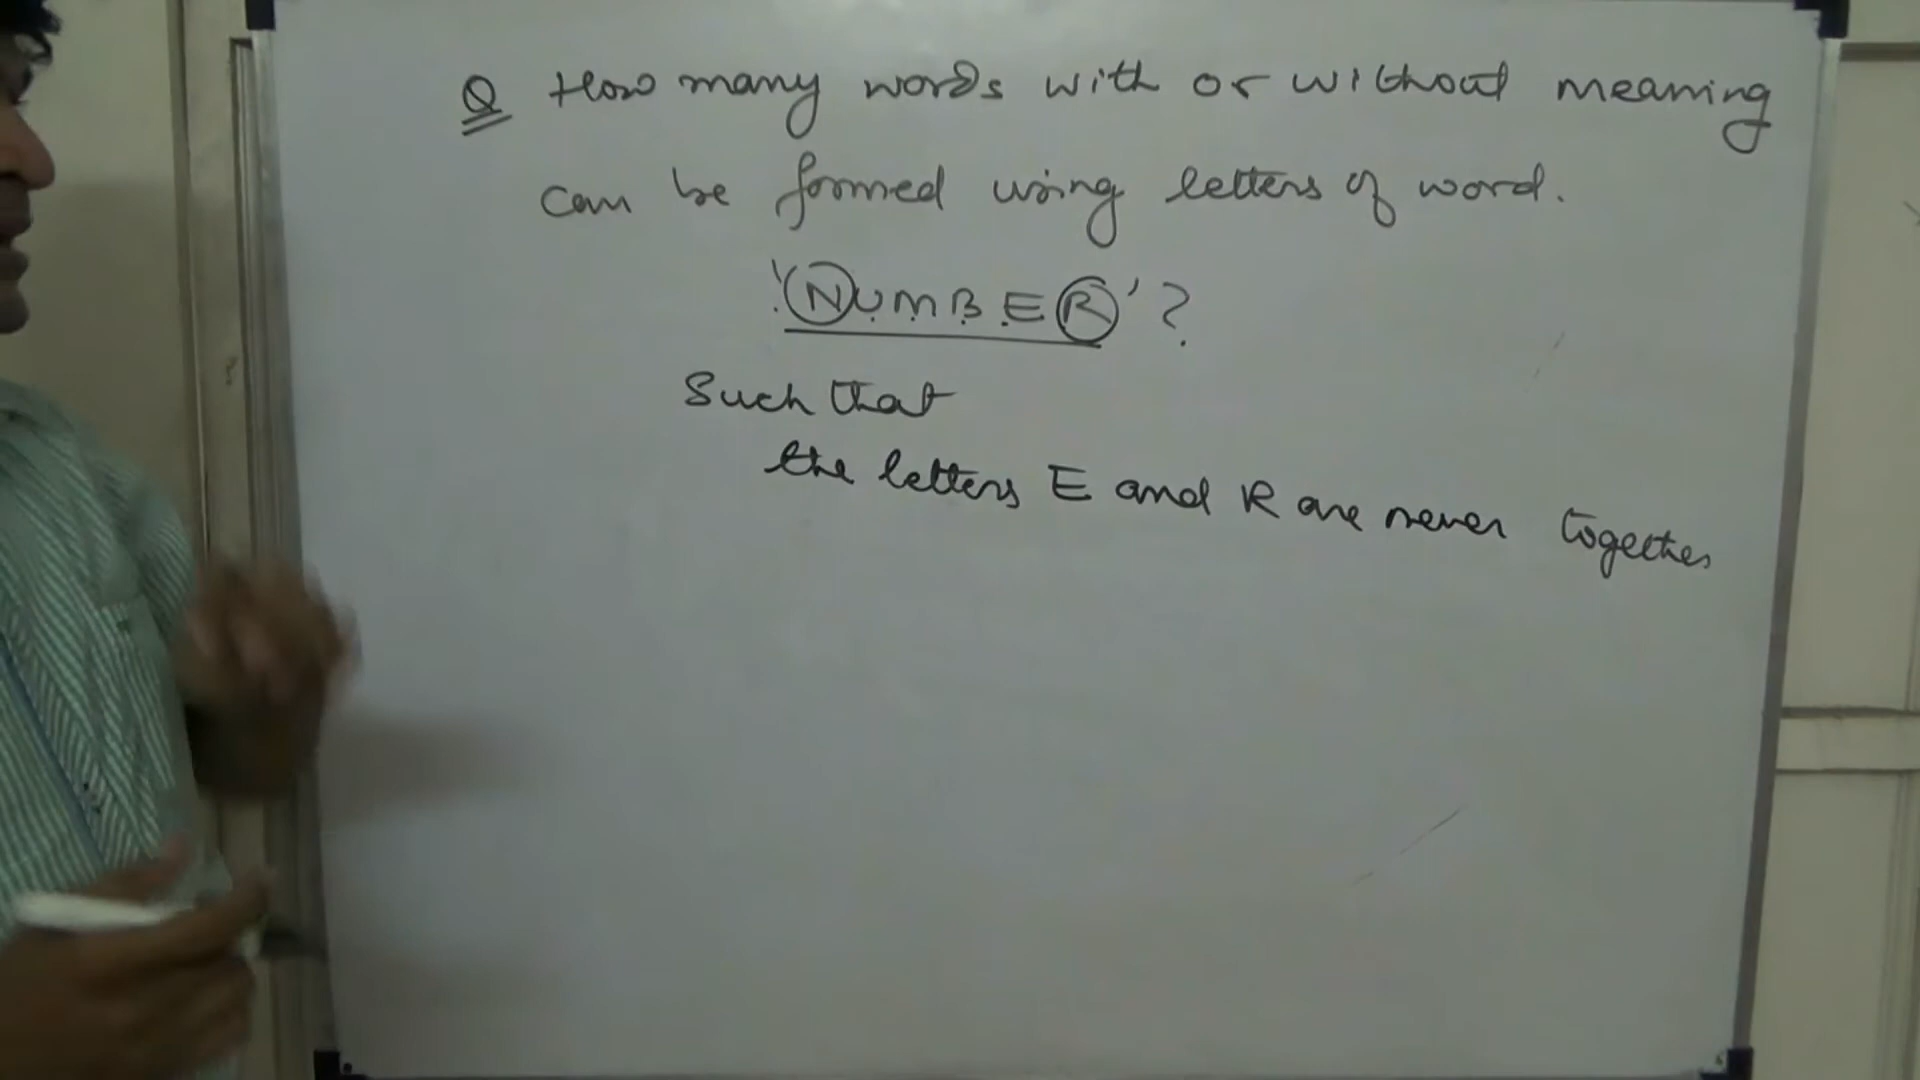 Q How many words with or without meaning
can be formed using letters of word.
'NUMBER' ?
Such that
the letters E and R are never together